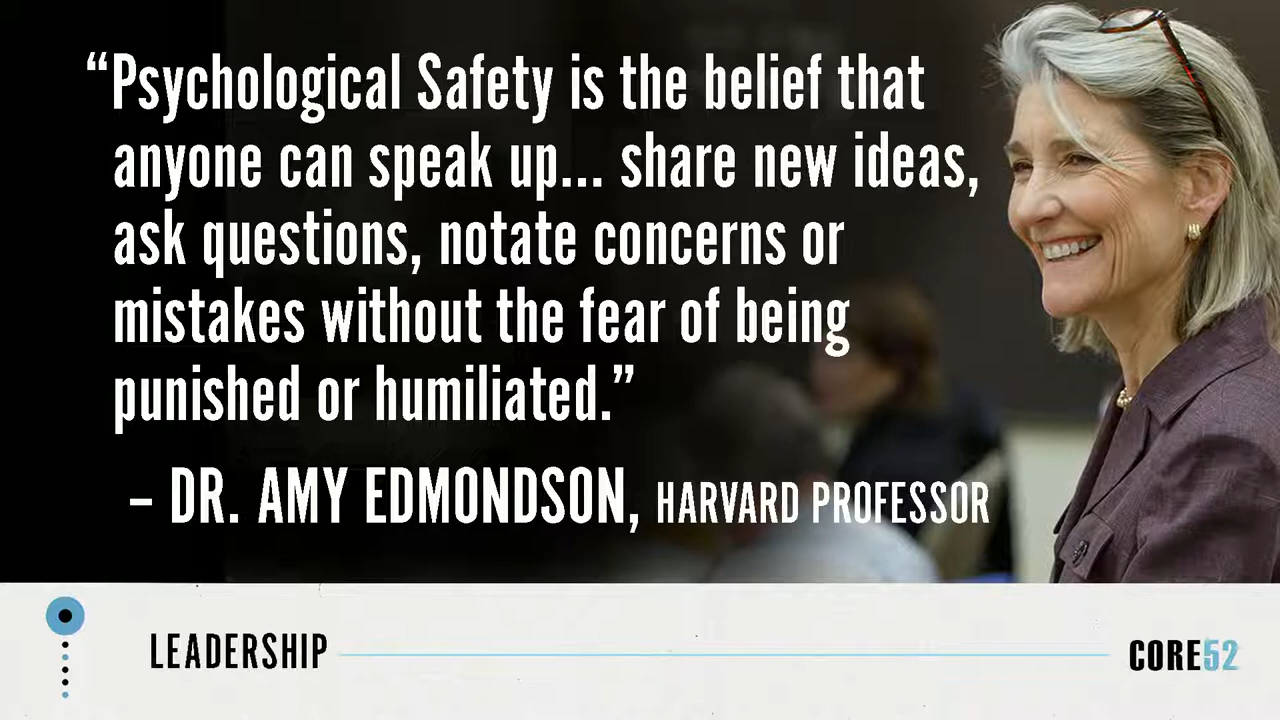 “Psychological Safety is the belief that
anyone can speak up... share new ideas,
ask questions, notate concerns or
mistakes without the fear of being
punished or humiliated.”
– DR. AMY EDMONDSON, HARVARD PROFESSOR
LEADERSHIP
CORE52